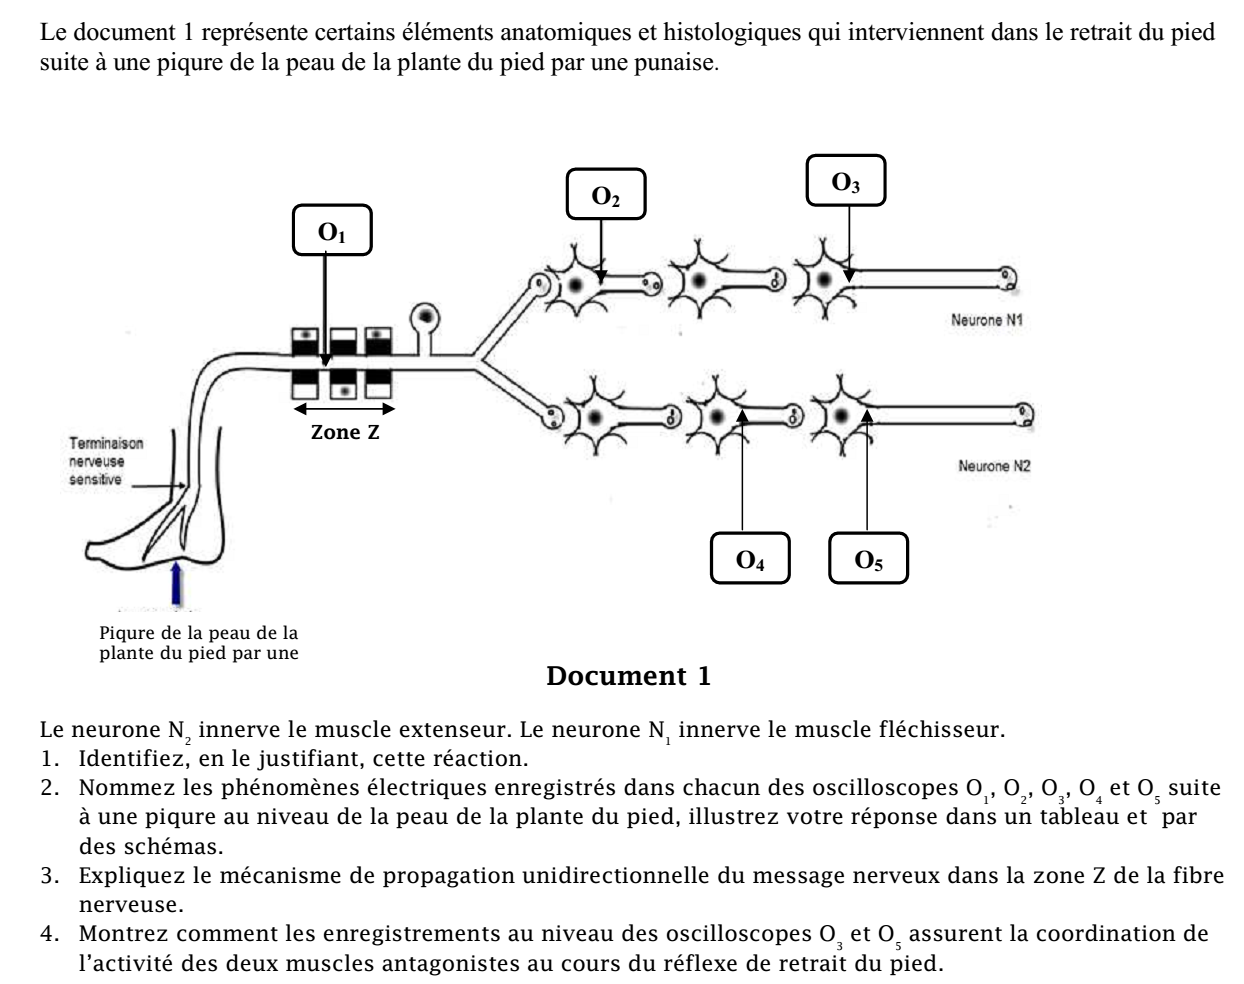 Le document 1 représente certains éléments anatomiques et histologiques qui interviennent dans le retrait du pied
suite à une piqure de la peau de la plante du pied par une punaise.
O3
O2
O1
Neurone N1
Zone Z
Terminaison
nerveuse
sensitive
Neurone N2
O4
O5
Piqure de la peau de la
plante du pied par une
Document 1
Le neurone N2 innerve le muscle extenseur. Le neurone N1 innerve le muscle fléchisseur.
1. Identifiez, en le justifiant, cette réaction.
2. Nommez les phénomènes électriques enregistrés dans chacun des oscilloscopes O1, O2, O3, O4 et O5 suite
à une piqure au niveau de la peau de la plante du pied, illustrez votre réponse dans un tableau et par
des schémas.
3. Expliquez le mécanisme de propagation unidirectionnelle du message nerveux dans la zone Z de la fibre
nerveuse.
4. Montrez comment les enregistrements au niveau des oscilloscopes O3 et O5 assurent la coordination de
l’activité des deux muscles antagonistes au cours du réflexe de retrait du pied.